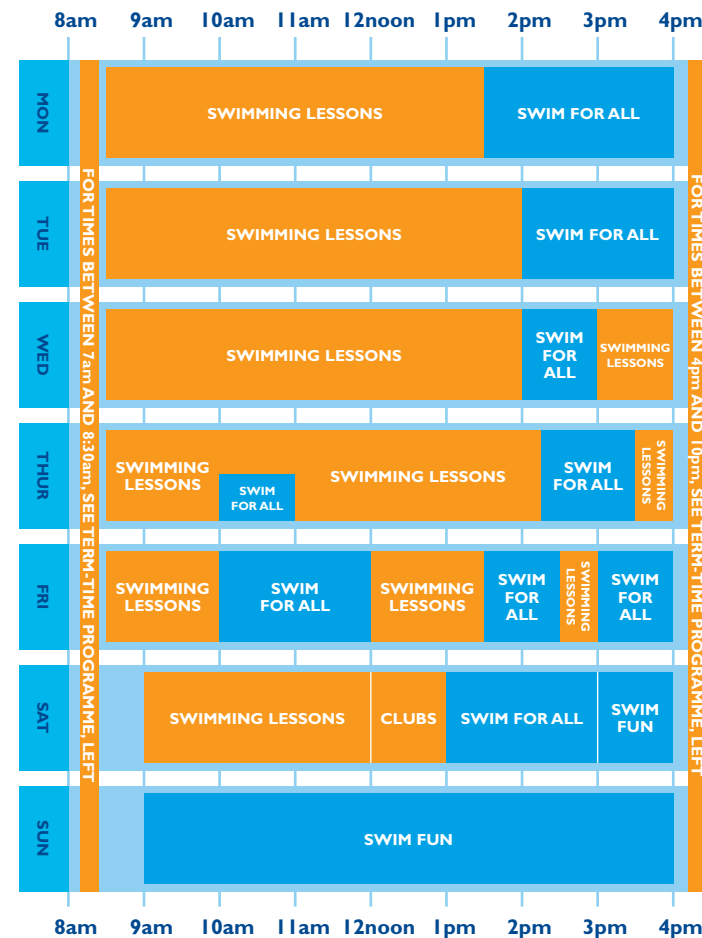 8am 9am 10am 11am 12noon 1pm 2pm 3pm 4pm
MON
SWIMMING LESSONS
SWIM FOR ALL
TUE
SWIMMING LESSONS
SWIM FOR ALL
WED
SWIMMING LESSONS
SWIM
FOR
ALL
SWIMMING
LESSONS
THUR
SWIMMING
LESSONS
SWIM
FOR ALL
SWIMMING LESSONS
SWIM
FOR ALL
SWIMMING
LESSONS
FRI
SWIMMING
LESSONS
SWIM
FOR ALL
SWIMMING
LESSONS
SWIM
FOR
ALL
SWIMMING
LESSONS
SWIM
FOR
ALL
SAT
SWIMMING LESSONS
CLUBS
SWIM FOR ALL
SWIM
FUN
SUN
SWIM FUN
FOR TIMES BETWEEN 7am AND 8:30am, SEE TERM-TIME PROGRAMME, LEFT
FOR TIMES BETWEEN 4pm AND 10pm, SEE TERM-TIME PROGRAMME, LEFT
8am 9am 10am 11am 12noon 1pm 2pm 3pm 4pm